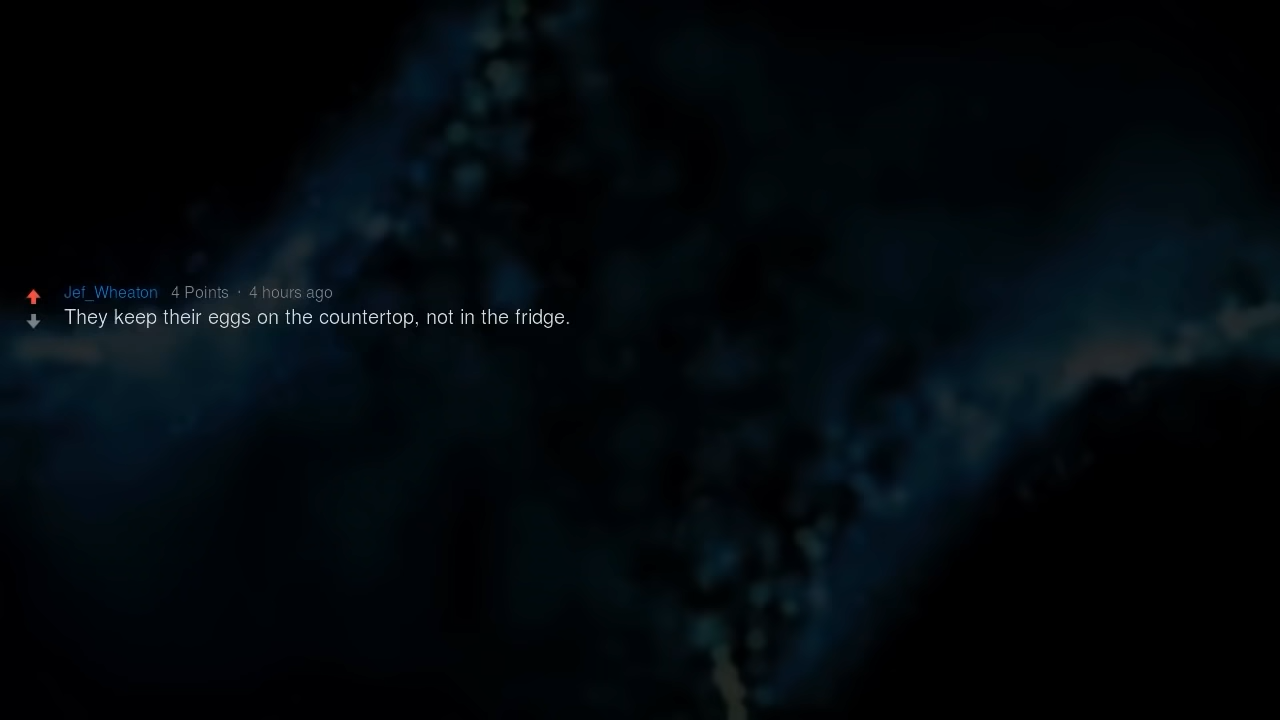 Jef_Wheaton 4 Points · 4 hours ago
They keep their eggs on the countertop, not in the fridge.